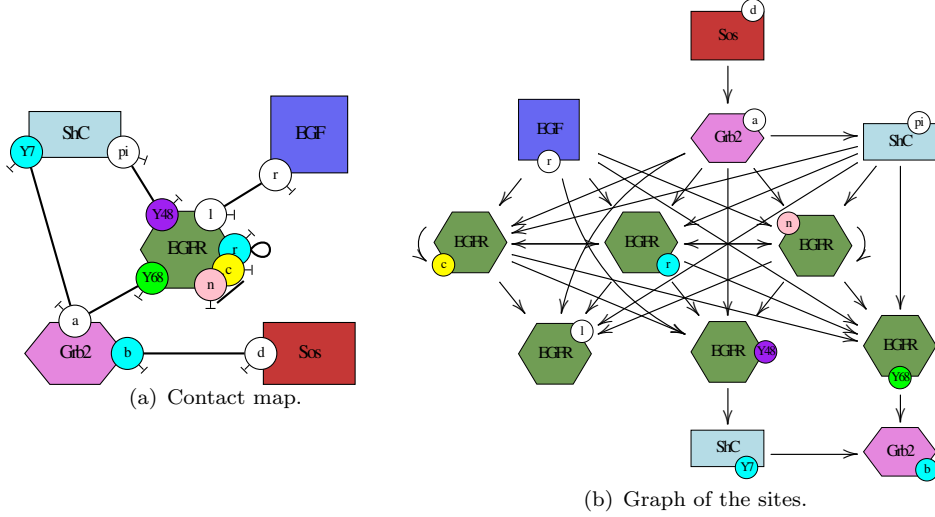 d
Sos
ShC
Y7
pi
EGF
r
Y48
l
EGFR
r
c
n
Y68
a
Grb2
b
d
Sos
(a) Contact map.
EGF
r
a
Grb2
pi
ShC
EGFR
c
EGFR
r
n
EGFR
l
EGFR
EGFR
Y48
EGFR
Y68
ShC
Y7
Grb2
b
(b) Graph of the sites.